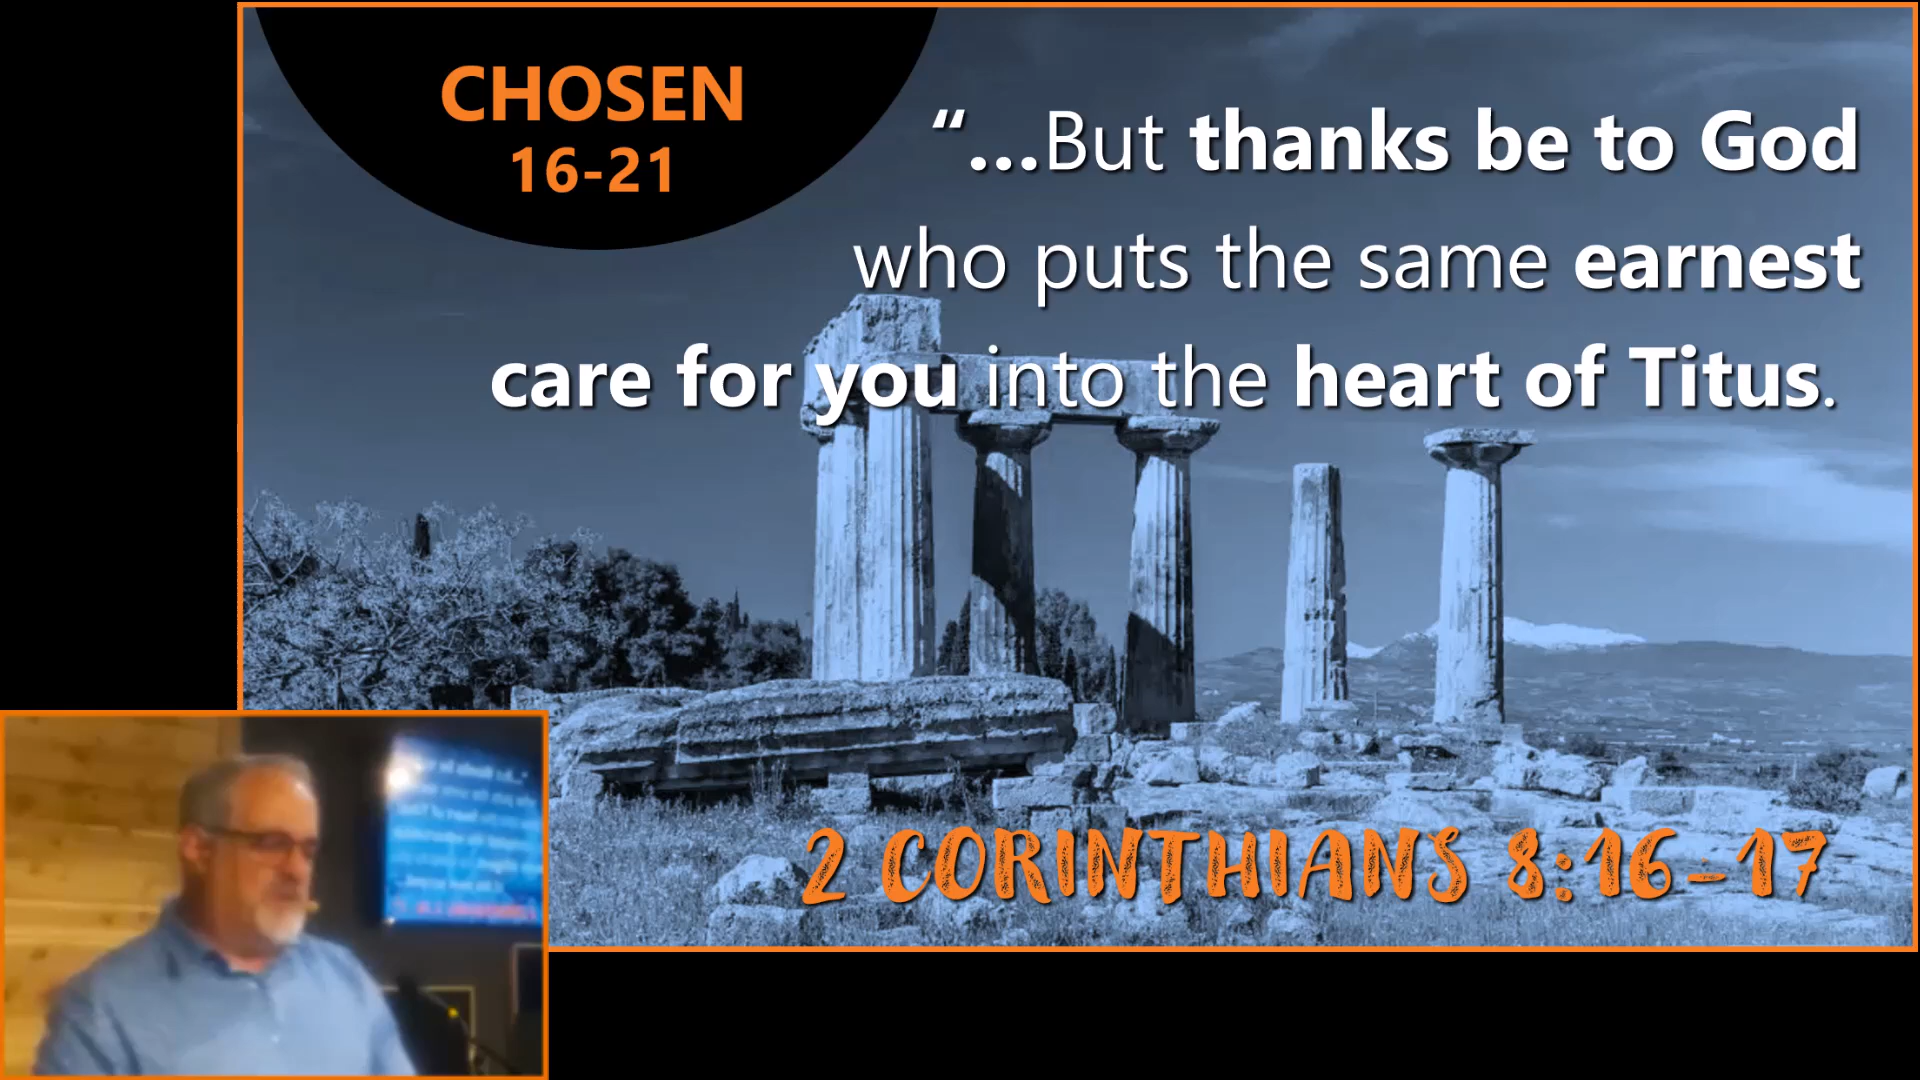 CHOSEN
16-21
“…But thanks be to God
who puts the same earnest
care for you into the heart of Titus.
2 CORINTHIANS 8:16-17